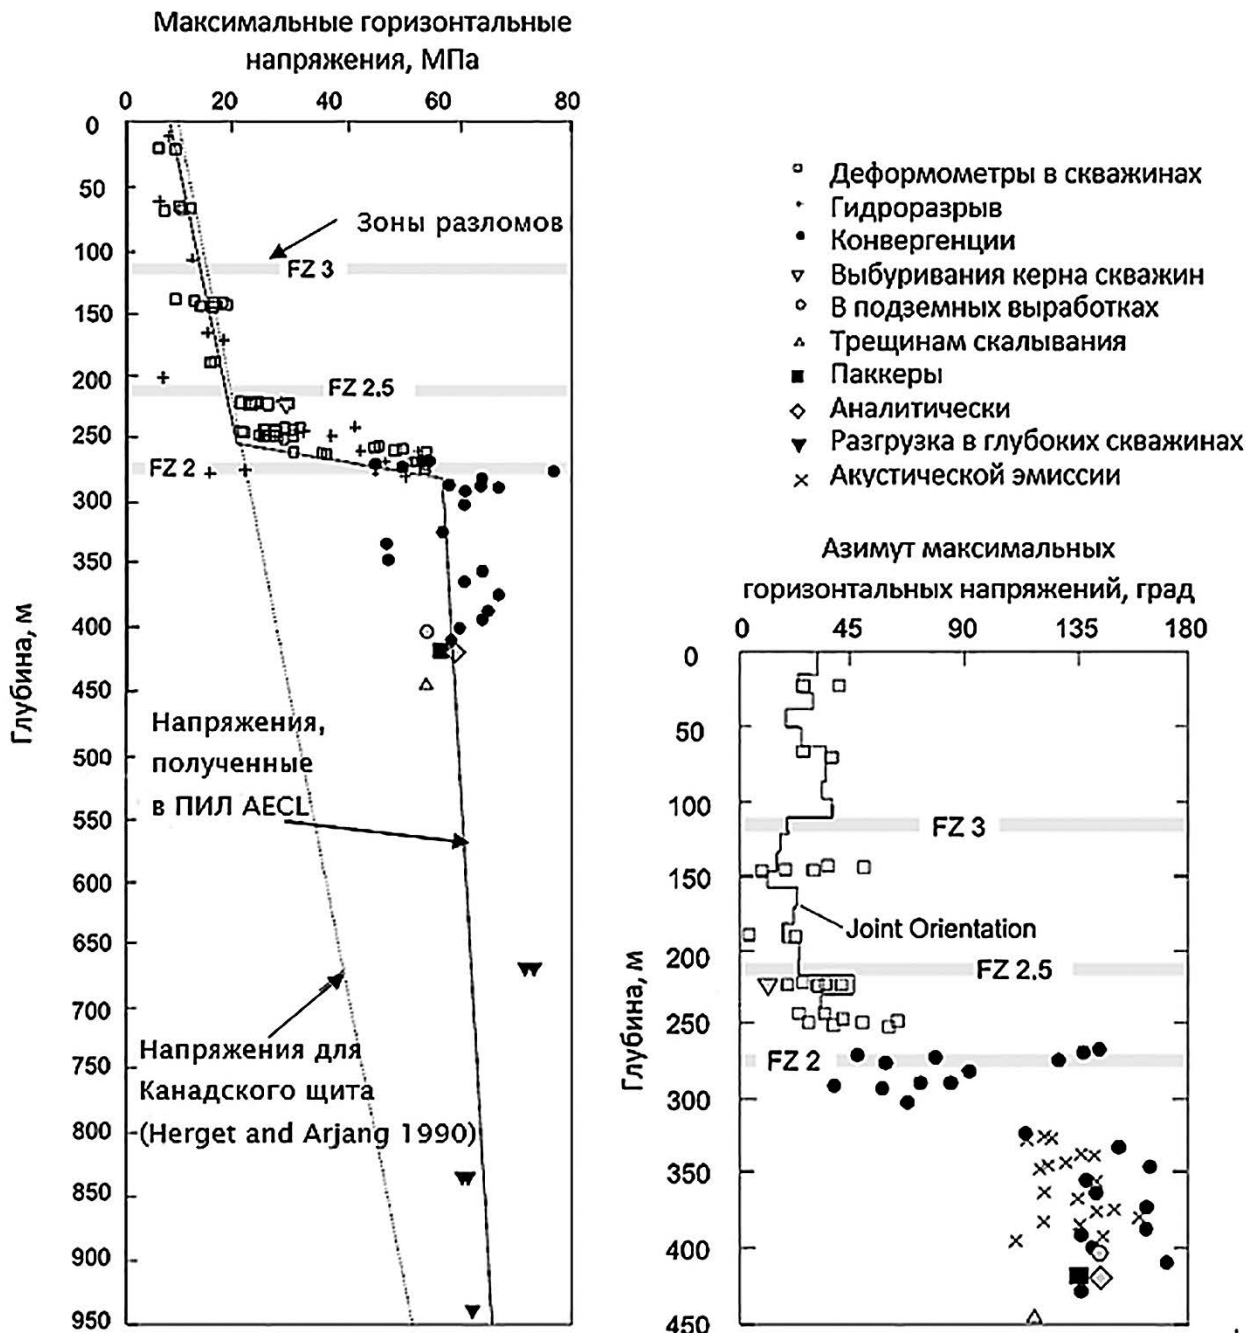 Максимальные горизонтальные
напряжения, МПа
0 20 40 60 80
0
50
100
150
200
250
300
350
400
450
500
550
600
650
700
750
800
850
900
950
Глубина, м
Зоны разломов
FZ 3
FZ 2.5
FZ 2
Напряжения,
полученные
в ПИЛ AECL
Напряжения для
Канадского щита
(Herget and Arjang 1990)
Деформометры в скважинах
Гидроразрыв
Конвергенции
Выбуривания керна скважин
В подземных выработках
Трещинам скалывания
Паккеры
Аналитически
Разгрузка в глубоких скважинах
Акустической эмиссии
Азимут максимальных
горизонтальных напряжений, град
0 45 90 135 180
0
50
100
150
200
250
300
350
400
450
Глубина, м
FZ 3
Joint Orientation
FZ 2.5
FZ 2